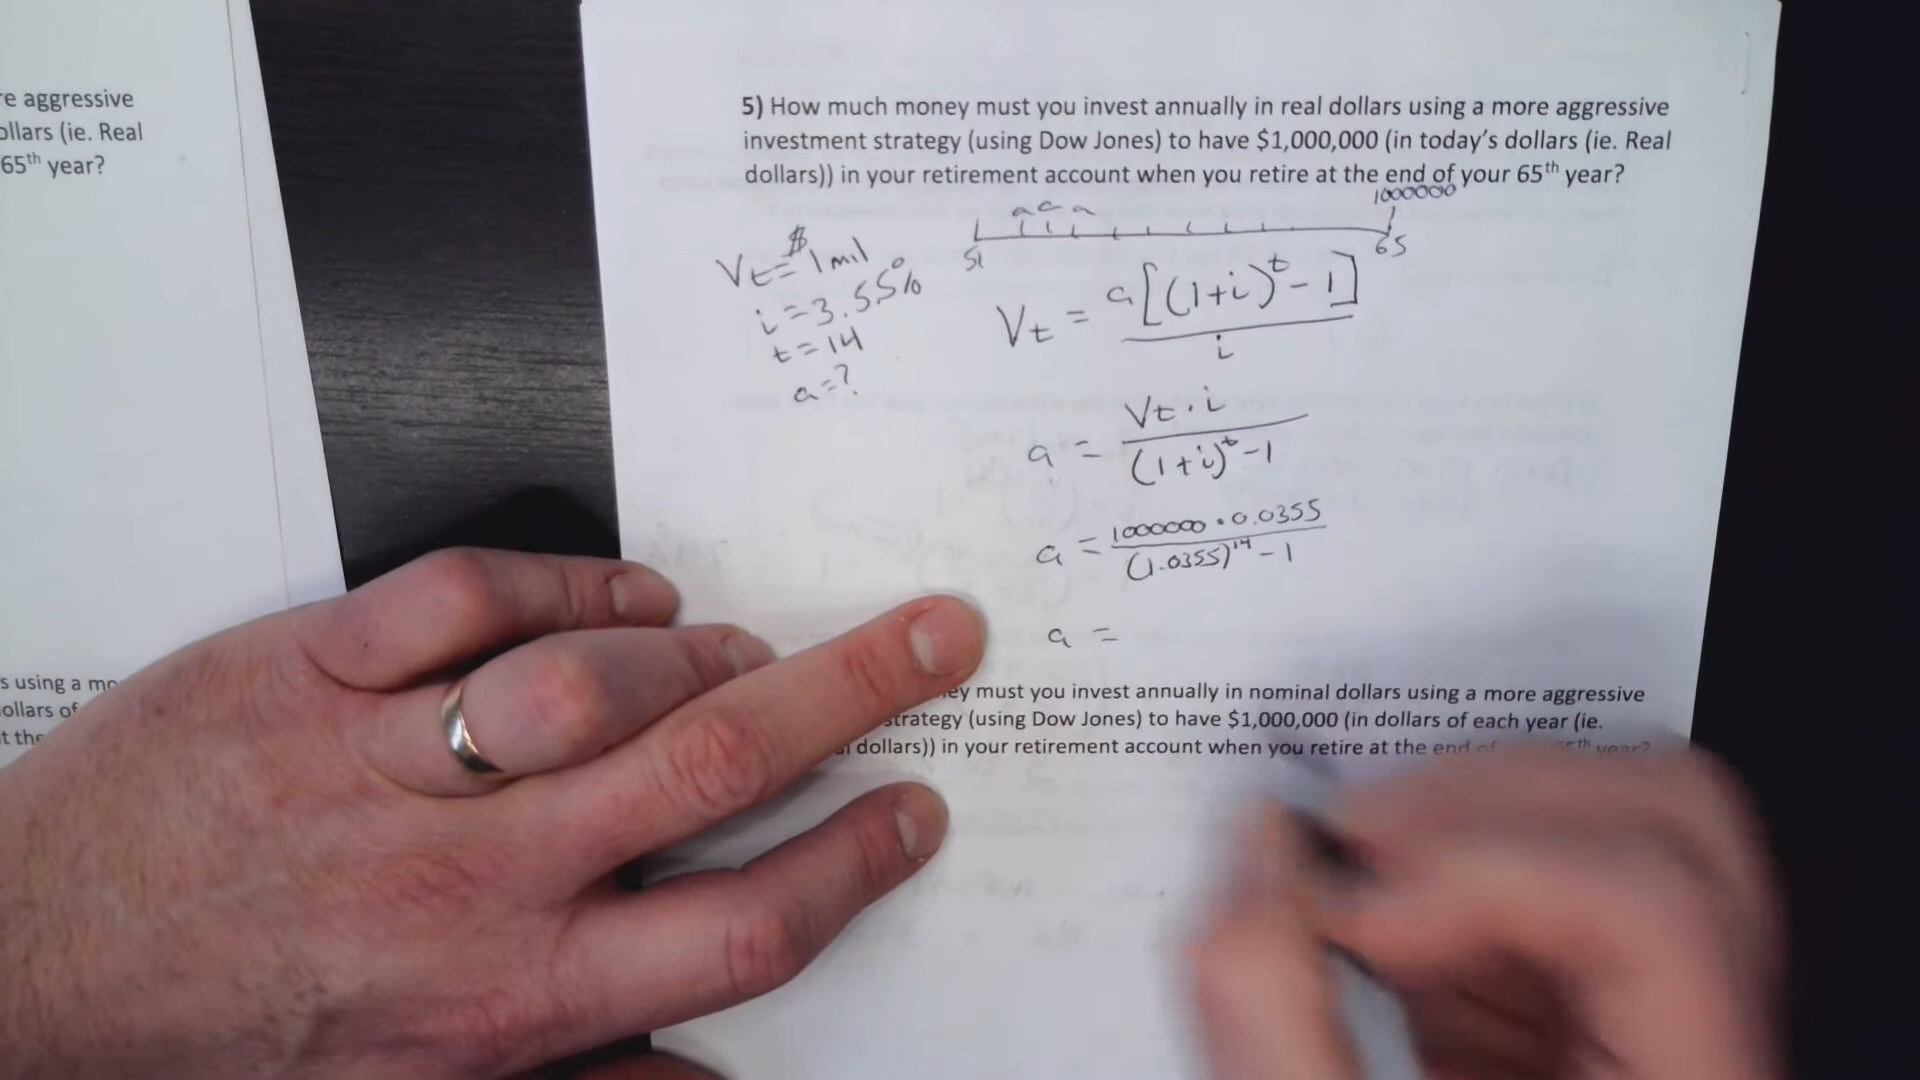 e aggressive
ollars (ie. Real
65th year?
s using a mo
ollars of
t the
5) How much money must you invest annually in real dollars using a more aggressive
investment strategy (using Dow Jones) to have $1,000,000 (in today's dollars (ie. Real
dollars)) in your retirement account when you retire at the end of your 65th year?
1000000
a a a
51
65
Vt = $1 mil
i = 3.55%
t = 14
a = ?
Vt = a[(1+i)^t - 1]
i
a = Vt · i
(1+i)^t - 1
a = 1000000 · 0.0355
(1.0355)^14 - 1
a =
ey must you invest annually in nominal dollars using a more aggressive
strategy (using Dow Jones) to have $1,000,000 (in dollars of each year (ie.
dollars)) in your retirement account when you retire at the end of
year?